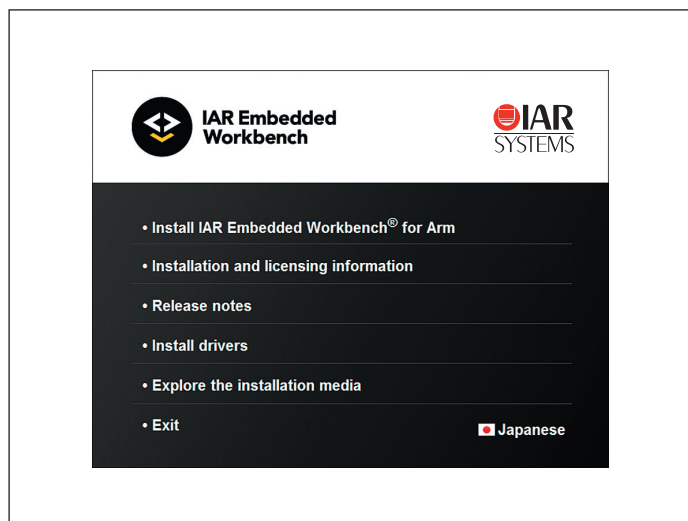 IAR Embedded
Workbench
IAR
SYSTEMS
• Install IAR Embedded Workbench® for Arm
• Installation and licensing information
• Release notes
• Install drivers
• Explore the installation media
• Exit
Japanese